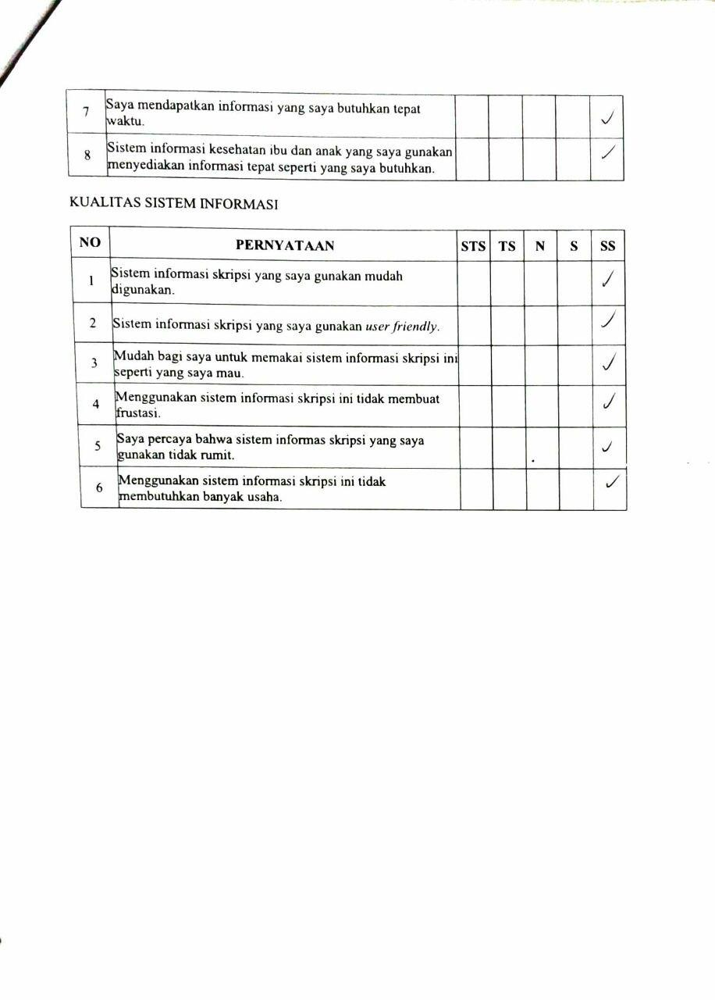 7 Saya mendapatkan informasi yang saya butuhkan tepat ✓
waktu.
8 Sistem informasi kesehatan ibu dan anak yang saya gunakan ✓
menyediakan informasi tepat seperti yang saya butuhkan.
KUALITAS SISTEM INFORMASI
NO PERNYATAAN STS TS N S SS
1 Sistem informasi skripsi yang saya gunakan mudah ✓
digunakan.
2 Sistem informasi skripsi yang saya gunakan user friendly. ✓
3 Mudah bagi saya untuk memakai sistem informasi skripsi ini ✓
seperti yang saya mau.
4 Menggunakan sistem informasi skripsi ini tidak membuat ✓
frustasi.
5 Saya percaya bahwa sistem informas skripsi yang saya ✓
gunakan tidak rumit.
6 Menggunakan sistem informasi skripsi ini tidak ✓
membutuhkan banyak usaha.